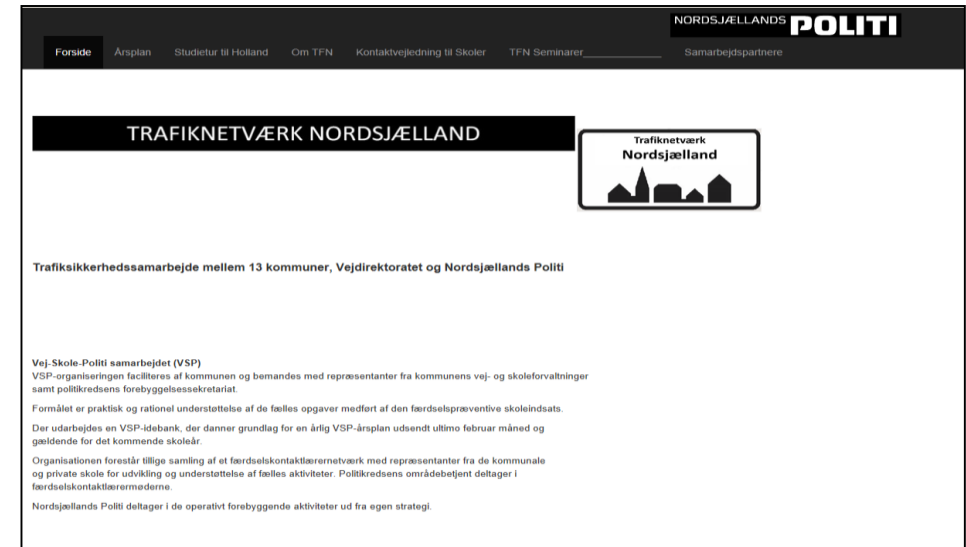 NORDSJÆLLANDS POLITI
Forside Årsplan Studietur til Holland Om TFN Kontaktvejledning til Skoler TFN Seminarer______________ Samarbejdspartnere
TRAFIKNETVÆRK NORDSJÆLLAND
Trafiknetværk
Nordsjælland
Trafiksikkerhedssamarbejde mellem 13 kommuner, Vejdirektoratet og Nordsjællands Politi
Vej-Skole-Politi samarbejdet (VSP)
VSP-organiseringen faciliteres af kommunen og bemandes med repræsentanter fra kommunens vej- og skoleforvaltninger
samt politikredsens forebyggelsessekretariat.
Formålet er praktisk og rationel understøttelse af de fælles opgaver medført af den færdselspræventive skoleindsats.
Der udarbejdes en VSP-idebank, der danner grundlag for en årlig VSP-årsplan udsendt ultimo februar måned og
gældende for det kommende skoleår.
Organisationen forestår tillige samling af et færdselskontaktlærernetværk med repræsentanter fra de kommunale
og private skole for udvikling og understøttelse af fælles aktiviteter. Politikredsens områdebetjent deltager i
færdselskontaktlærermøderne.
Nordsjællands Politi deltager i de operativt forebyggende aktiviteter ud fra egen strategi.